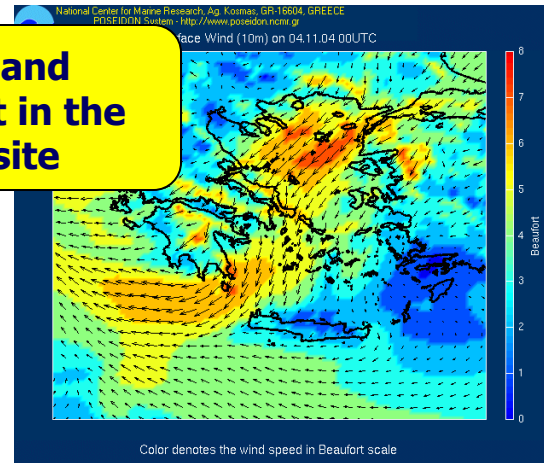 National Center for Marine Research, Ag. Kosmas, GR-16604, GREECE
POSEIDON System - http://www.poseidon.ncmr.gr
face Wind (10m) on 04.11.04 00UTC
and
t in the
site
8
7
6
5
4
3
2
1
0
Beaufort
Color denotes the wind speed in Beaufort scale